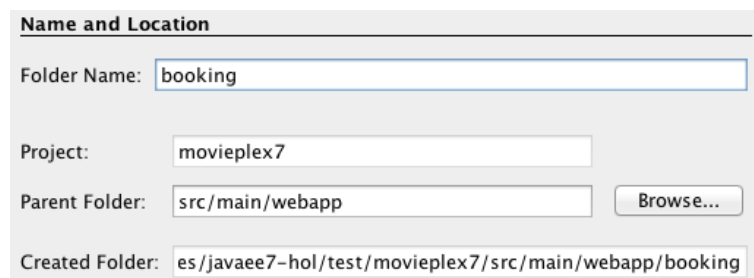 Name and Location
Folder Name: booking
Project: movieplex7
Parent Folder: src/main/webapp Browse...
Created Folder: es/javaee7-hol/test/movieplex7/src/main/webapp/booking